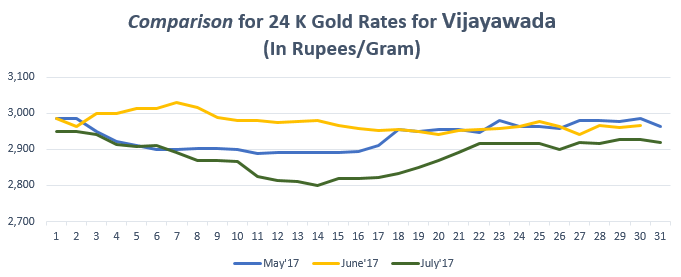 Comparison for 24 K Gold Rates for Vijayawada
(In Rupees/Gram)
3,100
3,000
2,900
2,800
2,700
1 2 3 4 5 6 7 8 9 10 11 12 13 14 15 16 17 18 19 20 21 22 23 24 25 26 27 28 29 30 31
May'17 June'17 July'17